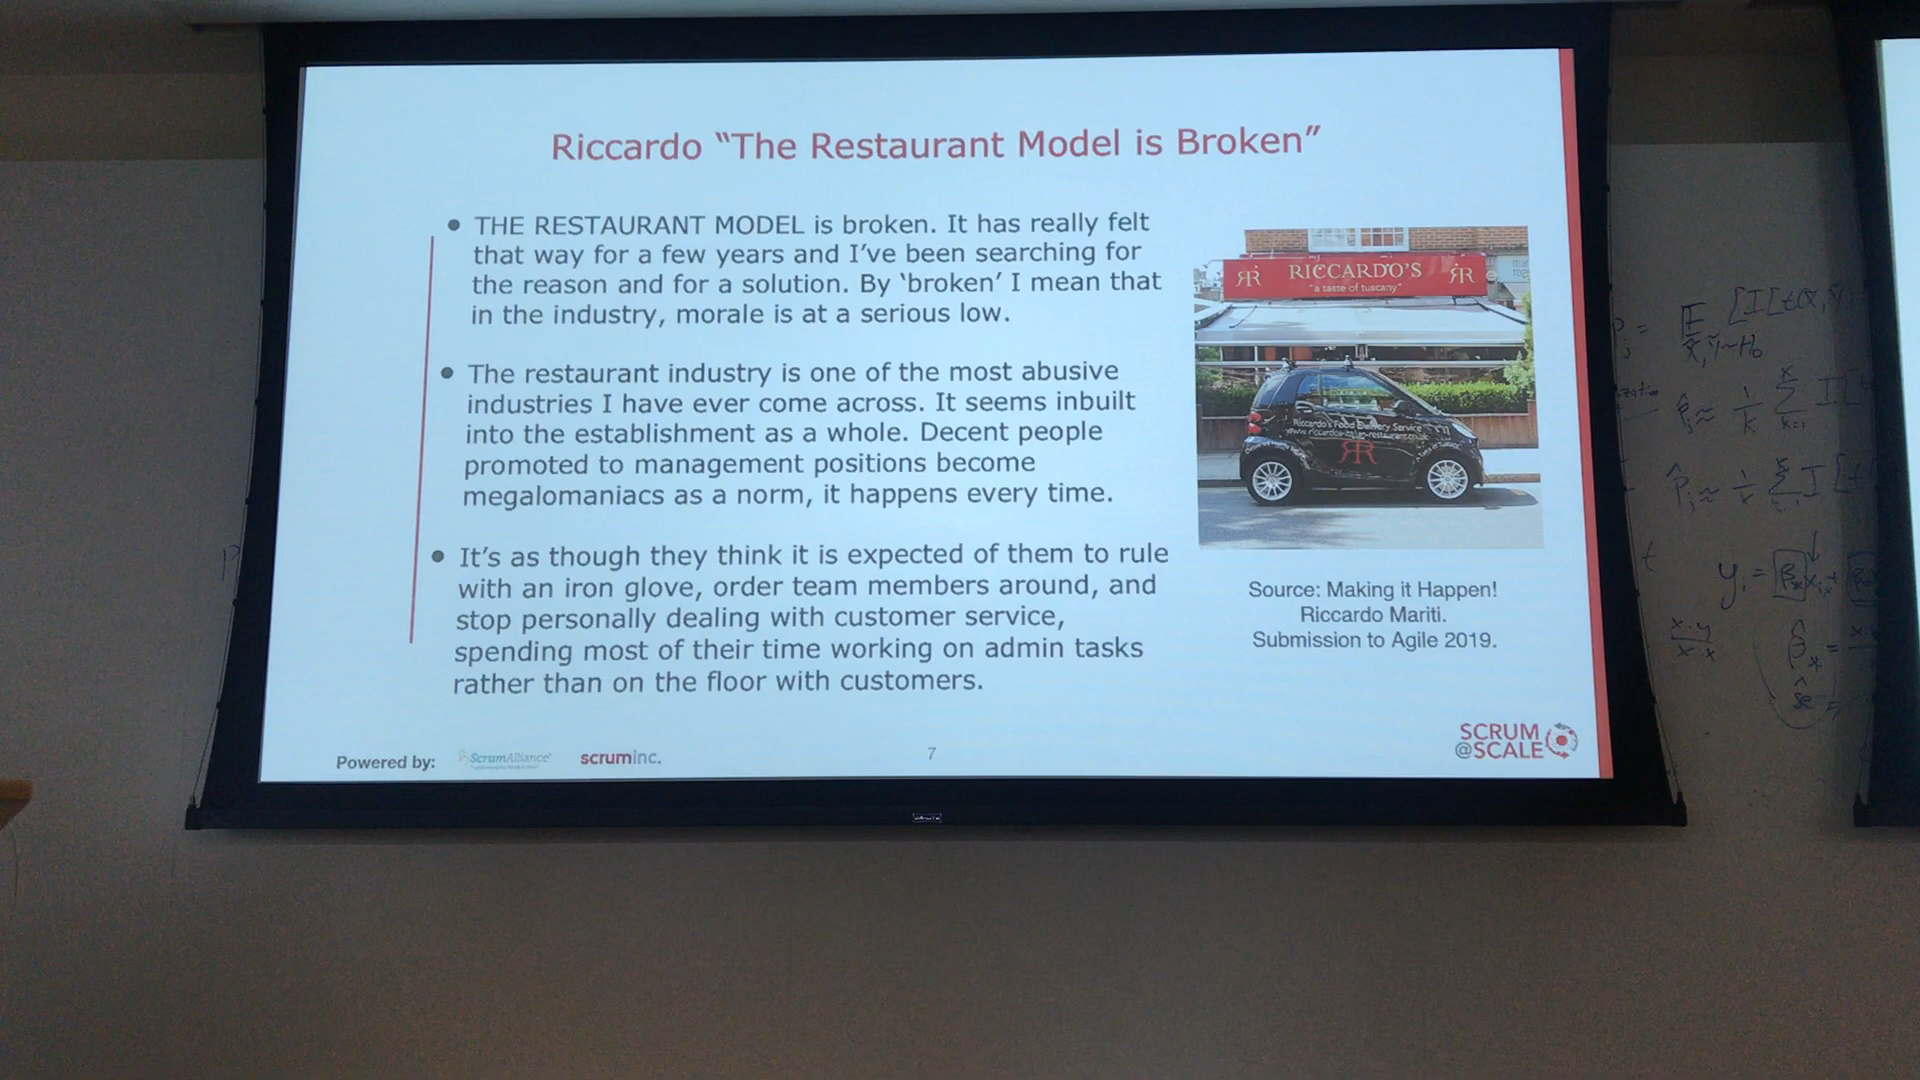 Riccardo “The Restaurant Model is Broken”
• THE RESTAURANT MODEL is broken. It has really felt
that way for a few years and I’ve been searching for
the reason and for a solution. By ‘broken’ I mean that
in the industry, morale is at a serious low.
• The restaurant industry is one of the most abusive
industries I have ever come across. It seems inbuilt
into the establishment as a whole. Decent people
promoted to management positions become
megalomaniacs as a norm, it happens every time.
• It’s as though they think it is expected of them to rule
with an iron glove, order team members around, and
stop personally dealing with customer service,
spending most of their time working on admin tasks
rather than on the floor with customers.
RICCARDO’S
“a taste of tuscany”
Riccardo’s Food Delivery Service
Source: Making it Happen!
Riccardo Mariti.
Submission to Agile 2019.
Powered by:
ScrumAlliance
scruminc.
7
SCRUM
@SCALE